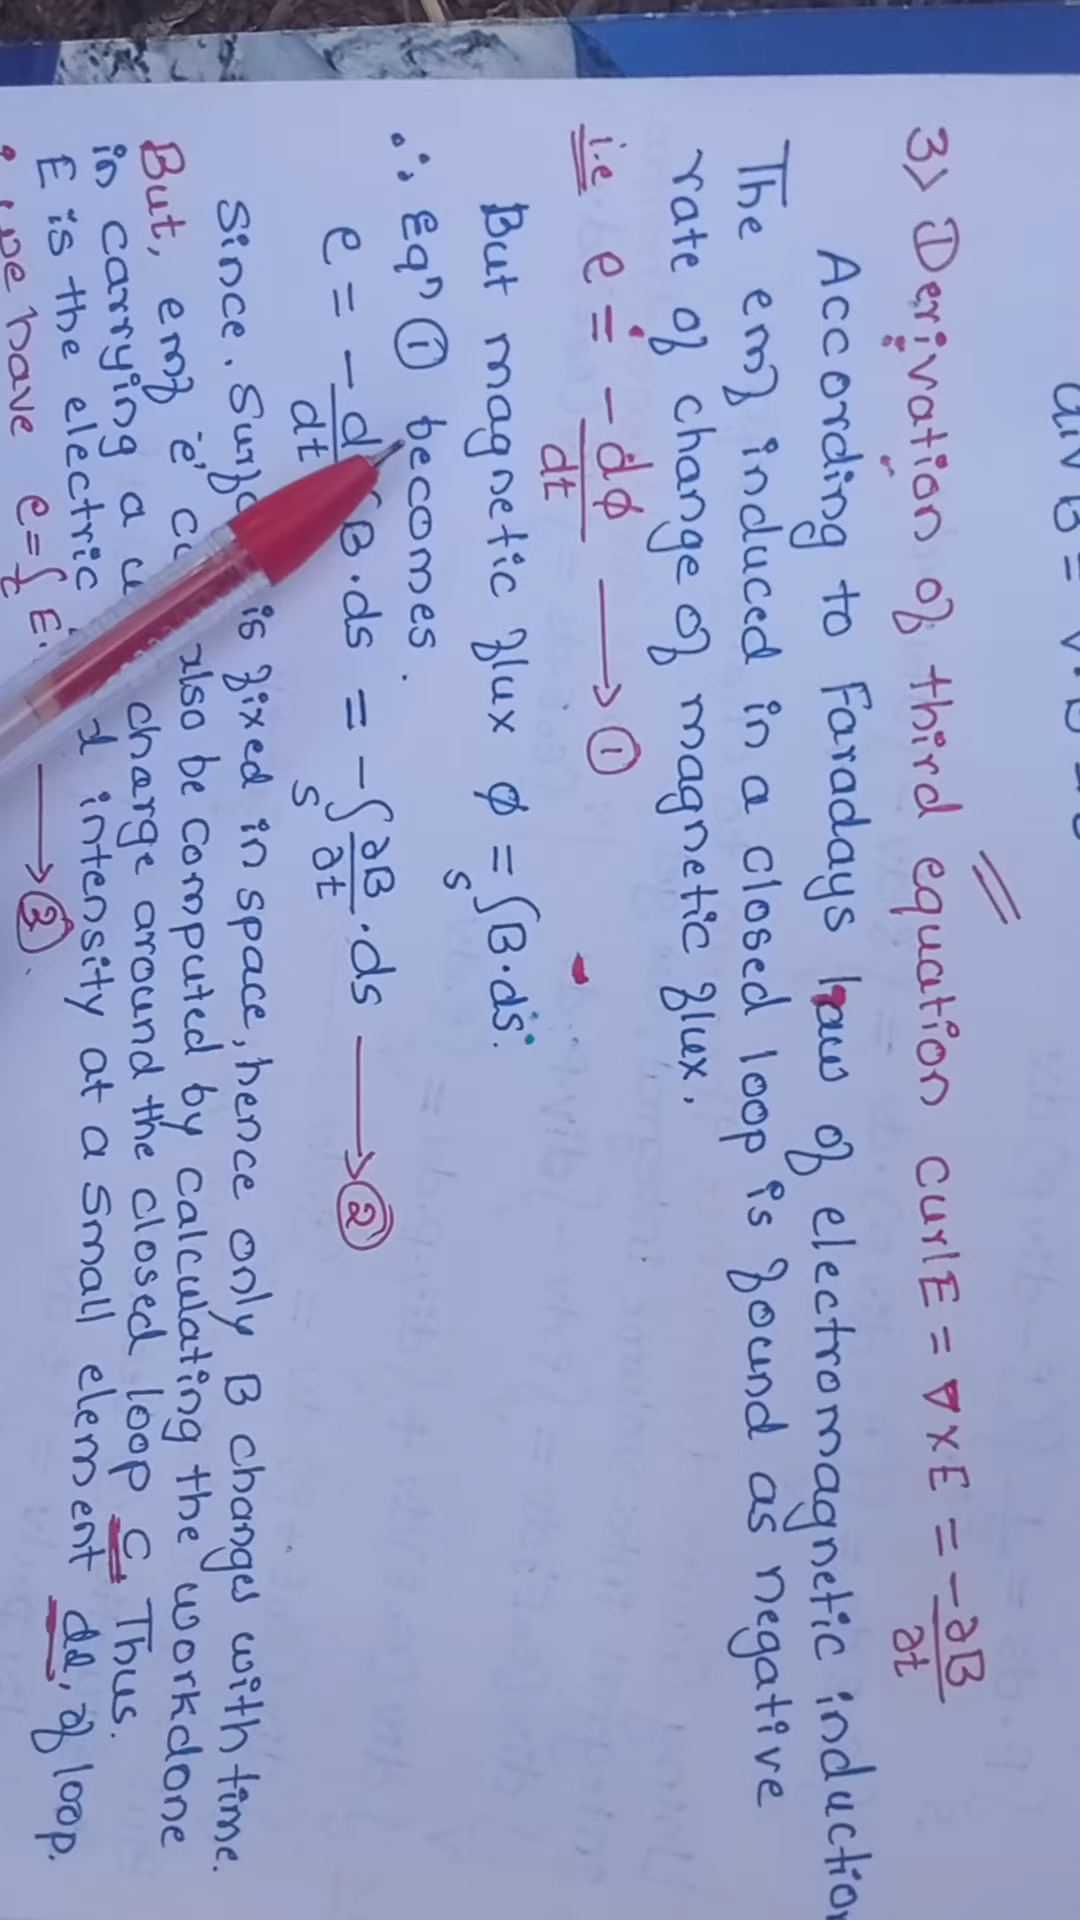 div B = ∇.B =
3) Derivation of third equation curl E = ∇ × E = -∂B/∂t
According to Faradays law of electromagnetic induction
The emf induced in a closed loop is found as negative
rate of change of magnetic flux.
i.e e = - dϕ/dt ⟶ ①
But magnetic flux ϕ = ∫s B.ds.
∴ Eqⁿ ① becomes.
e = - d/dt ∫ B.ds = -∫s ∂B/∂t .ds ⟶ ②
Since. is fixed in space, hence only B changes with time.
But, emf 'e' also be computed by calculating the workdone
in carrying a charge around the closed loop C Thus.
E is the electric intensity at a small element dl, of loop.
we have e = ∫c E. ⟶ ③.